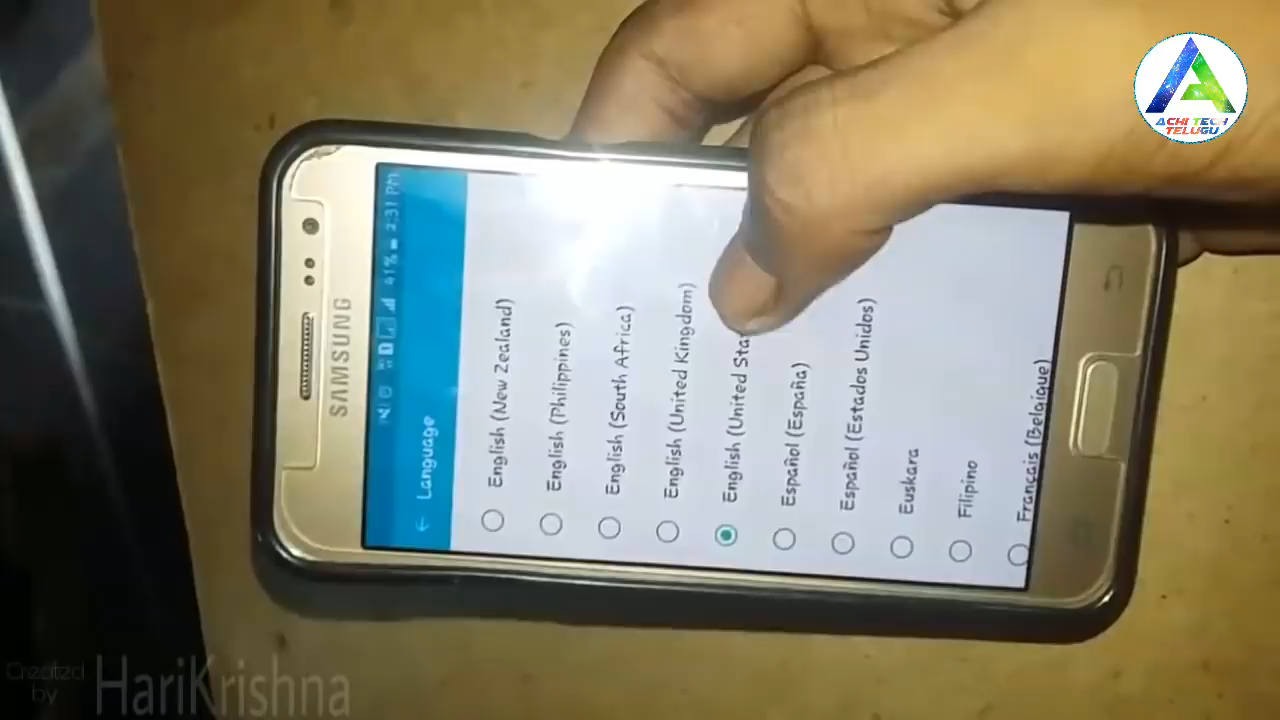 SAMSUNG
41% 2:31 PM
Language
English (New Zealand)
English (Philippines)
English (South Africa)
English (United Kingdom)
English (United Sta
Español (España)
Español (Estados Unidos)
Euskara
Filipino
Français (Belgique)
ACHI TECH
TELUGU
Created
by
HariKrishna